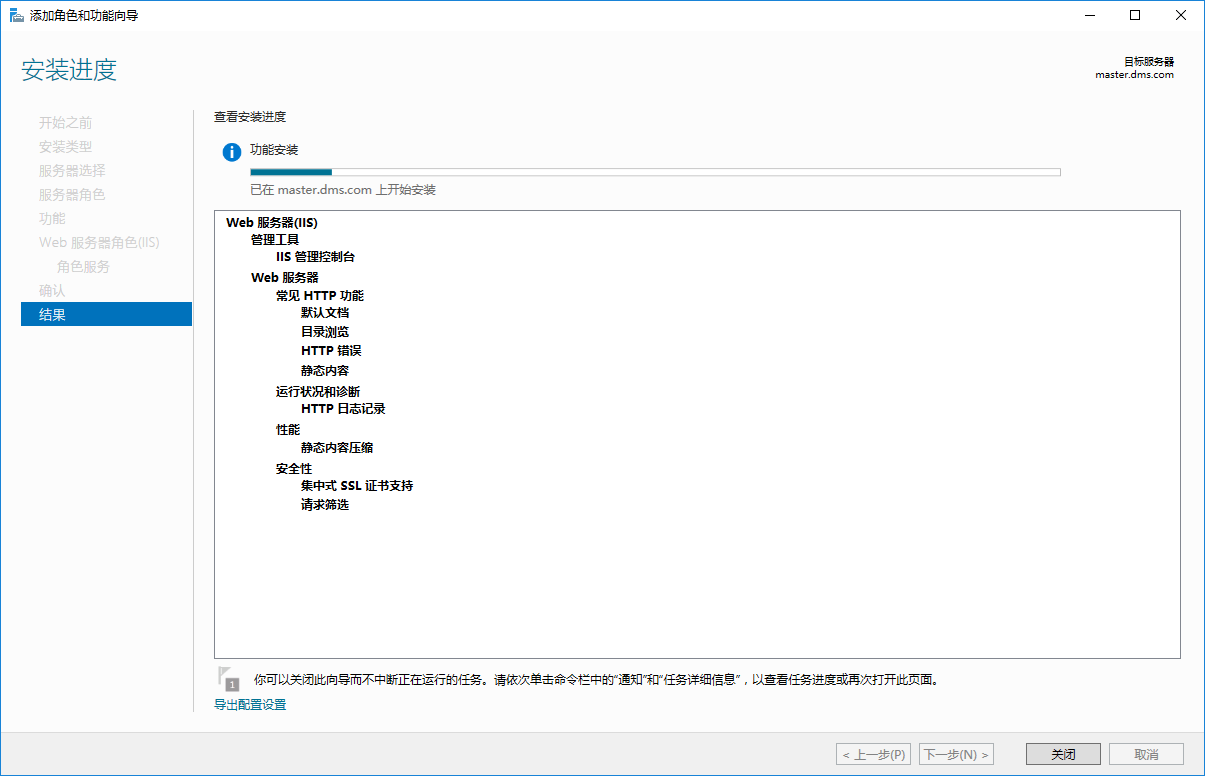 添加角色和功能向导
安装进度
目标服务器
master.dms.com
开始之前
安装类型
服务器选择
服务器角色
功能
Web 服务器角色(IIS)
角色服务
确认
结果
查看安装进度
功能安装
已在 master.dms.com 上开始安装
Web 服务器(IIS)
管理工具
IIS 管理控制台
Web 服务器
常见 HTTP 功能
默认文档
目录浏览
HTTP 错误
静态内容
运行状况和诊断
HTTP 日志记录
性能
静态内容压缩
安全性
集中式 SSL 证书支持
请求筛选
1
你可以关闭此向导而不中断正在运行的任务。请依次单击命令栏中的"通知"和"任务详细信息"，以查看任务进度或再次打开此页面。
导出配置设置
< 上一步(P)
下一步(N) >
关闭
取消